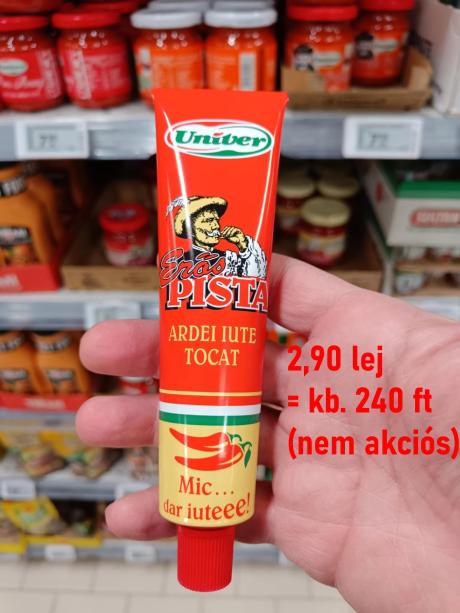 Univer
Erős
PISTA
ARDEI IUTE
TOCAT
2,90 lej
= kb. 240 ft
(nem akciós)
Mic...
dar iuteee!